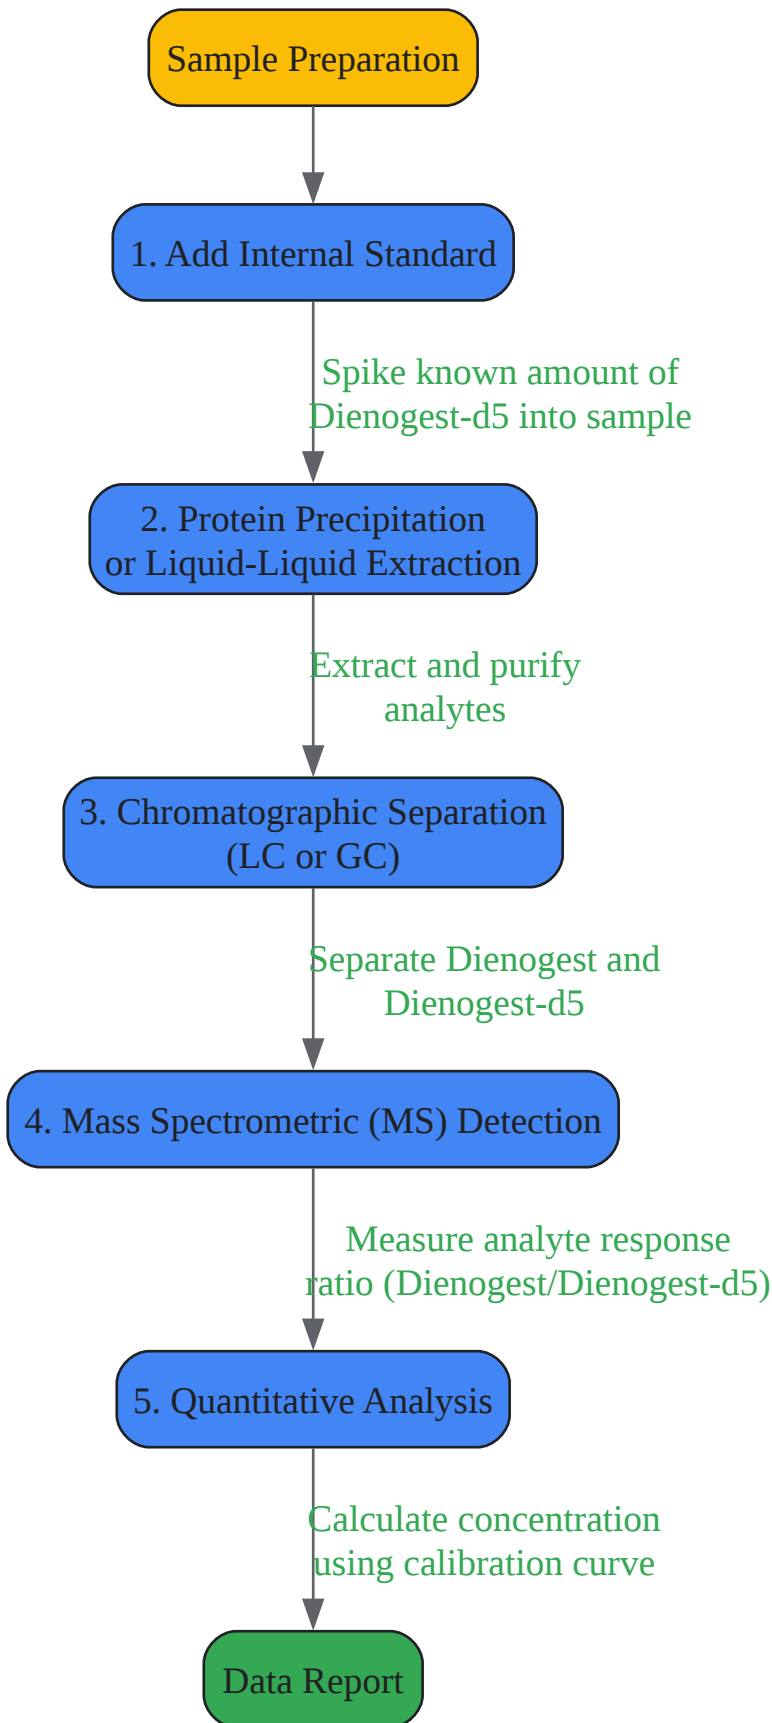 Sample Preparation
1. Add Internal Standard
Spike known amount of
Dienogest-d5 into sample
2. Protein Precipitation
or Liquid-Liquid Extraction
Extract and purify
analytes
3. Chromatographic Separation
(LC or GC)
Separate Dienogest and
Dienogest-d5
4. Mass Spectrometric (MS) Detection
Measure analyte response
ratio (Dienogest/Dienogest-d5)
5. Quantitative Analysis
Calculate concentration
using calibration curve
Data Report